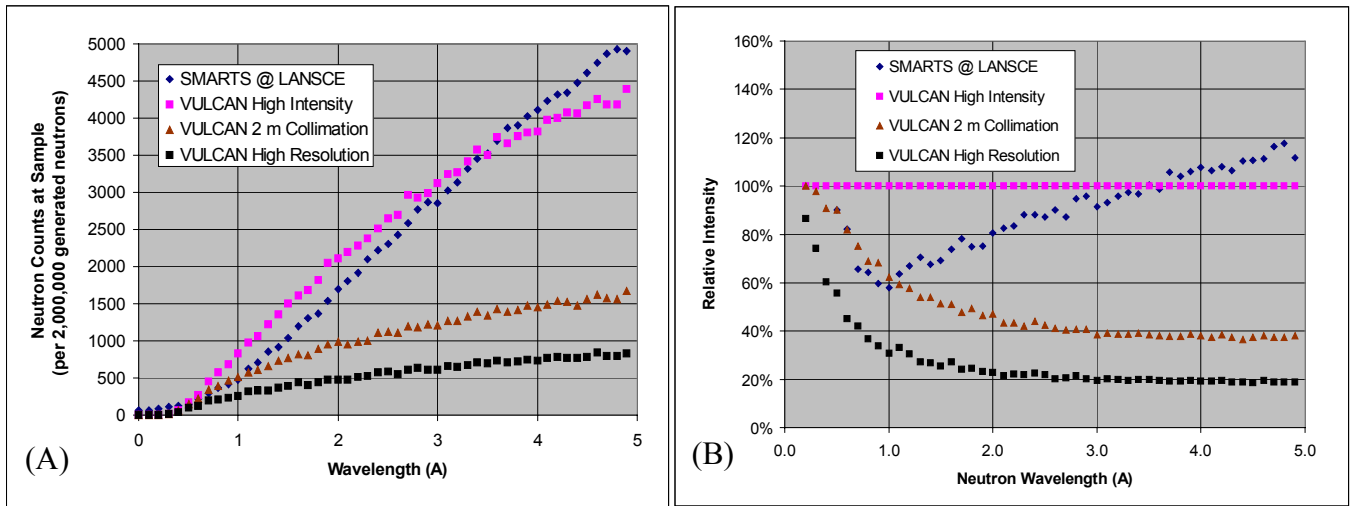 Neutron Counts at Sample
(per 2,000,000 generated neutrons)
5000
4500
4000
3500
3000
2500
2000
1500
1000
500
0
SMARTS @ LANSCE
VULCAN High Intensity
VULCAN 2 m Collimation
VULCAN High Resolution
0 1 2 3 4 5
Wavelength (A)
(A)
Relative Intensity
160%
140%
120%
100%
80%
60%
40%
20%
0%
SMARTS @ LANSCE
VULCAN High Intensity
VULCAN 2 m Collimation
VULCAN High Resolution
0.0 1.0 2.0 3.0 4.0 5.0
Neutron Wavelength (A)
(B)